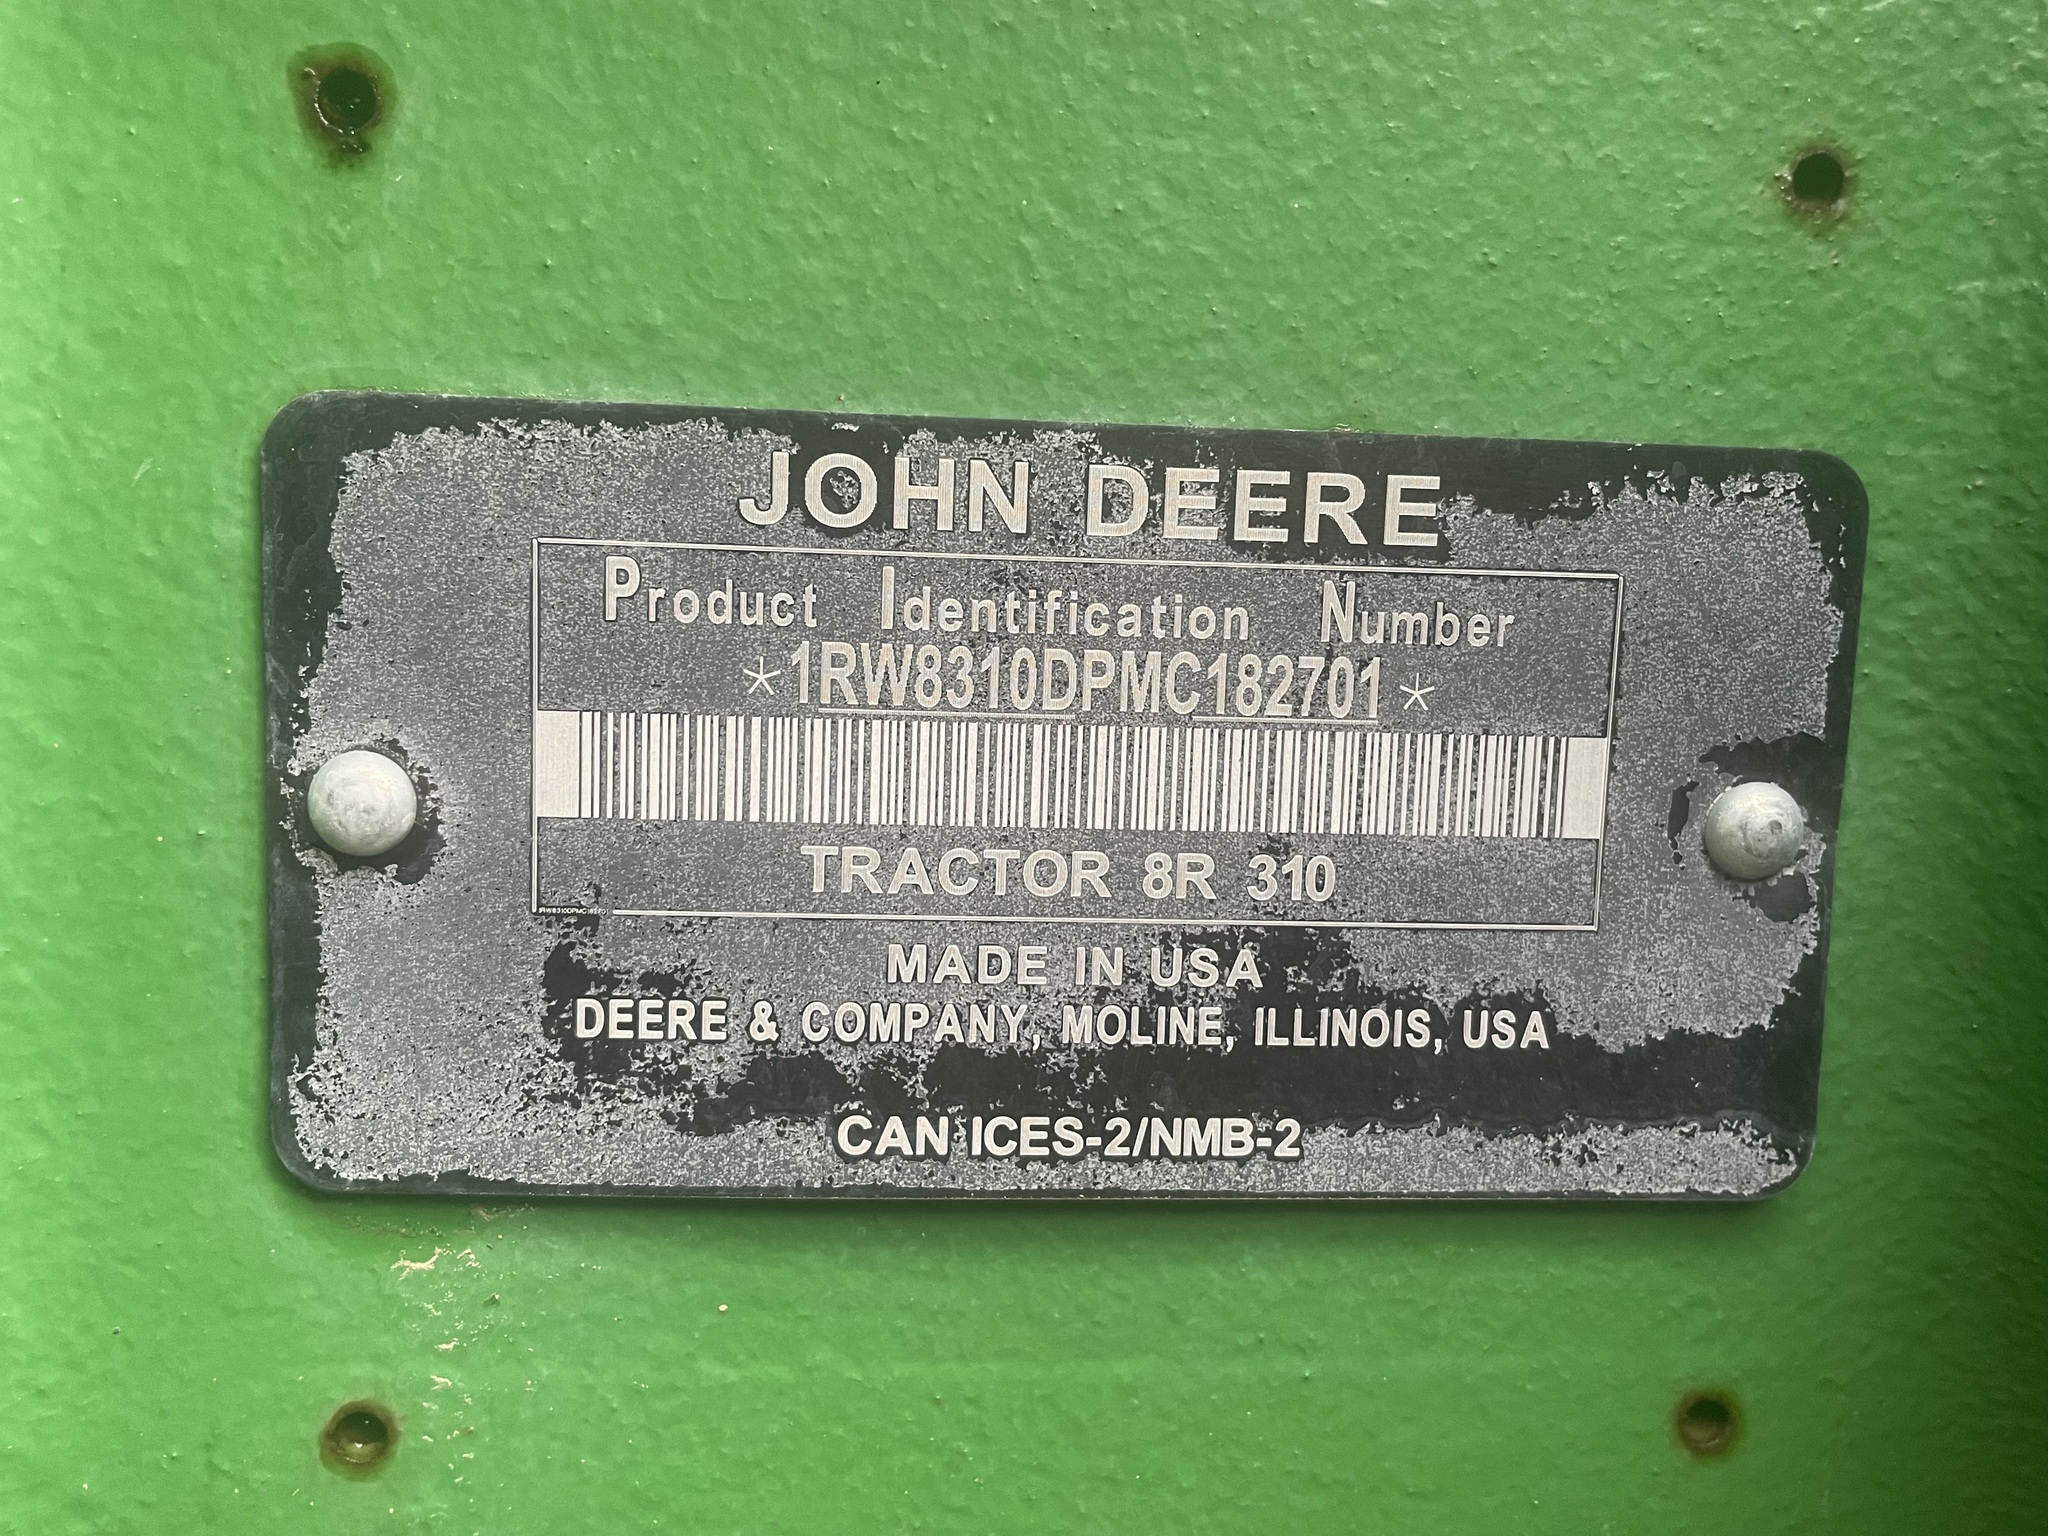 JOHN DEERE
Product Identification Number
*1RW8310DPMC182701*
TRACTOR 8R 310
1RW8310DPMC182701
MADE IN USA
DEERE & COMPANY, MOLINE, ILLINOIS, USA
CAN ICES-2/NMB-2